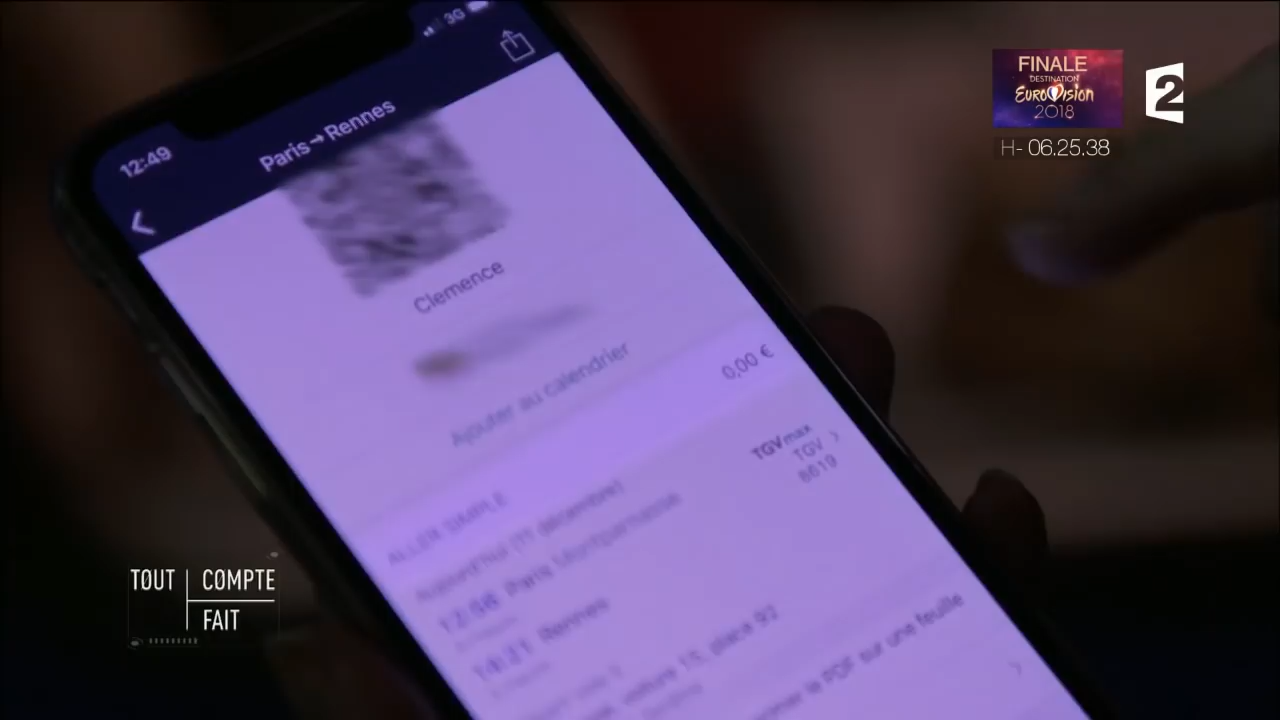 3G
12:49
Paris→Rennes
Clemence
Ajouter au calendrier
0,00 €
ALLER SIMPLE
TGVmax
TGV
8619
Aujourd'hui (11 décembre)
12:56 Paris Montparnasse
14:21 Rennes
voiture 15, place 92
le PDF sur une feuille
FINALE
DESTINATION
EUROVISION
2018
H- 06.25.38
2
TOUT COMPTE
FAIT